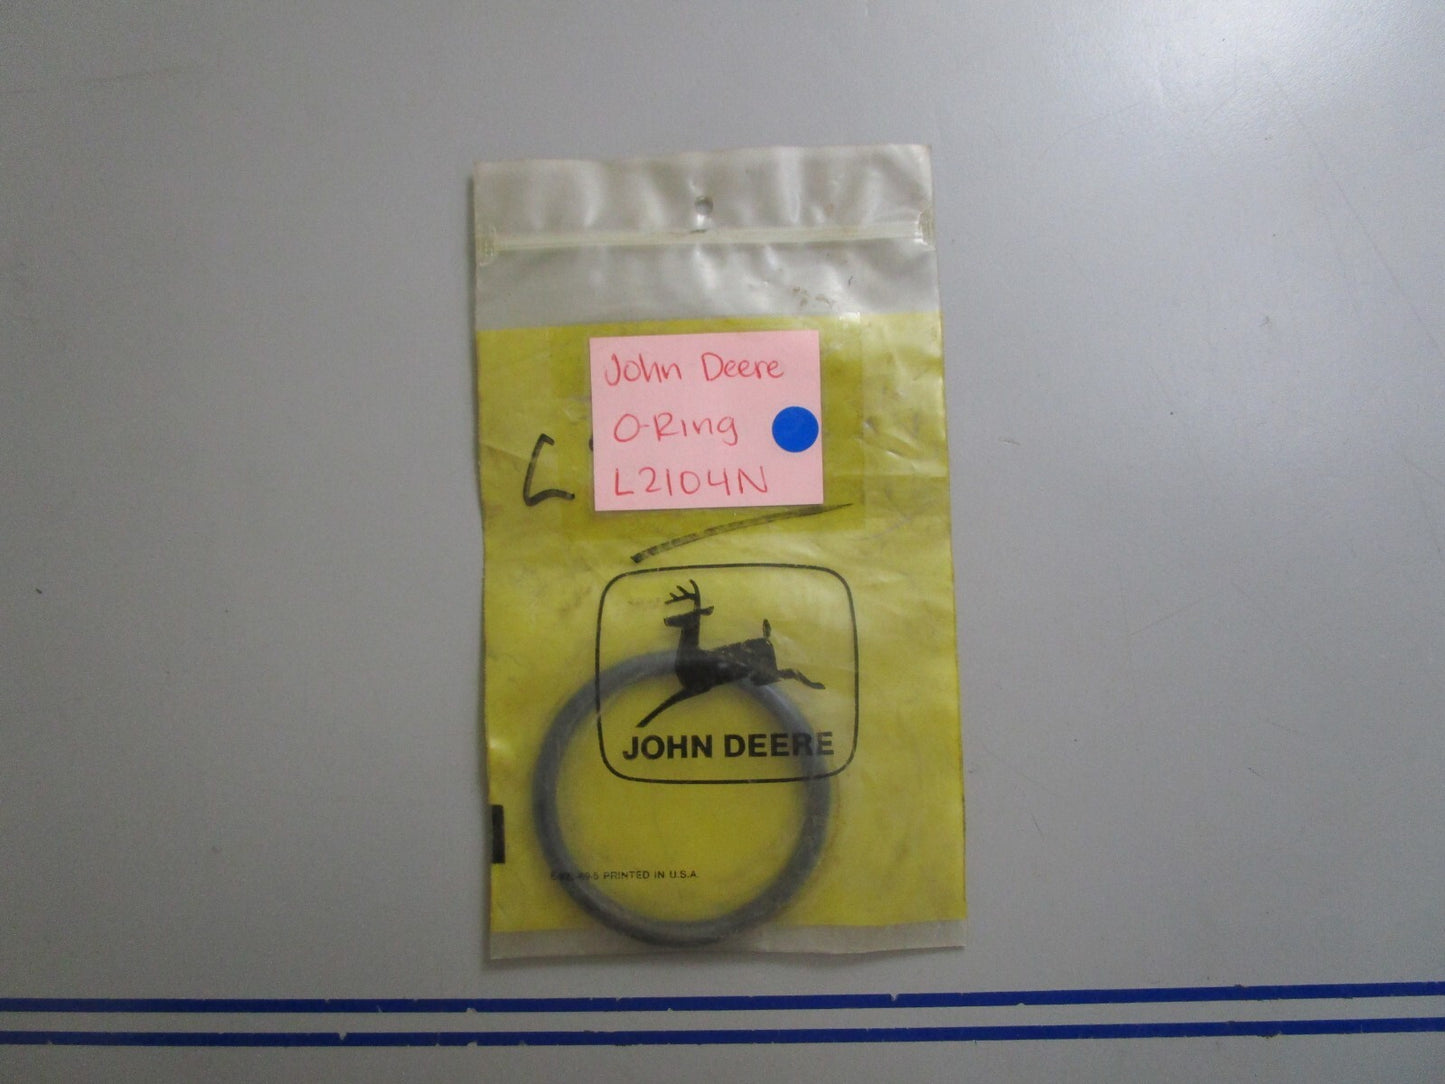 John Deere
O-Ring
L2104N
JOHN DEERE
PRINTED IN U.S.A.